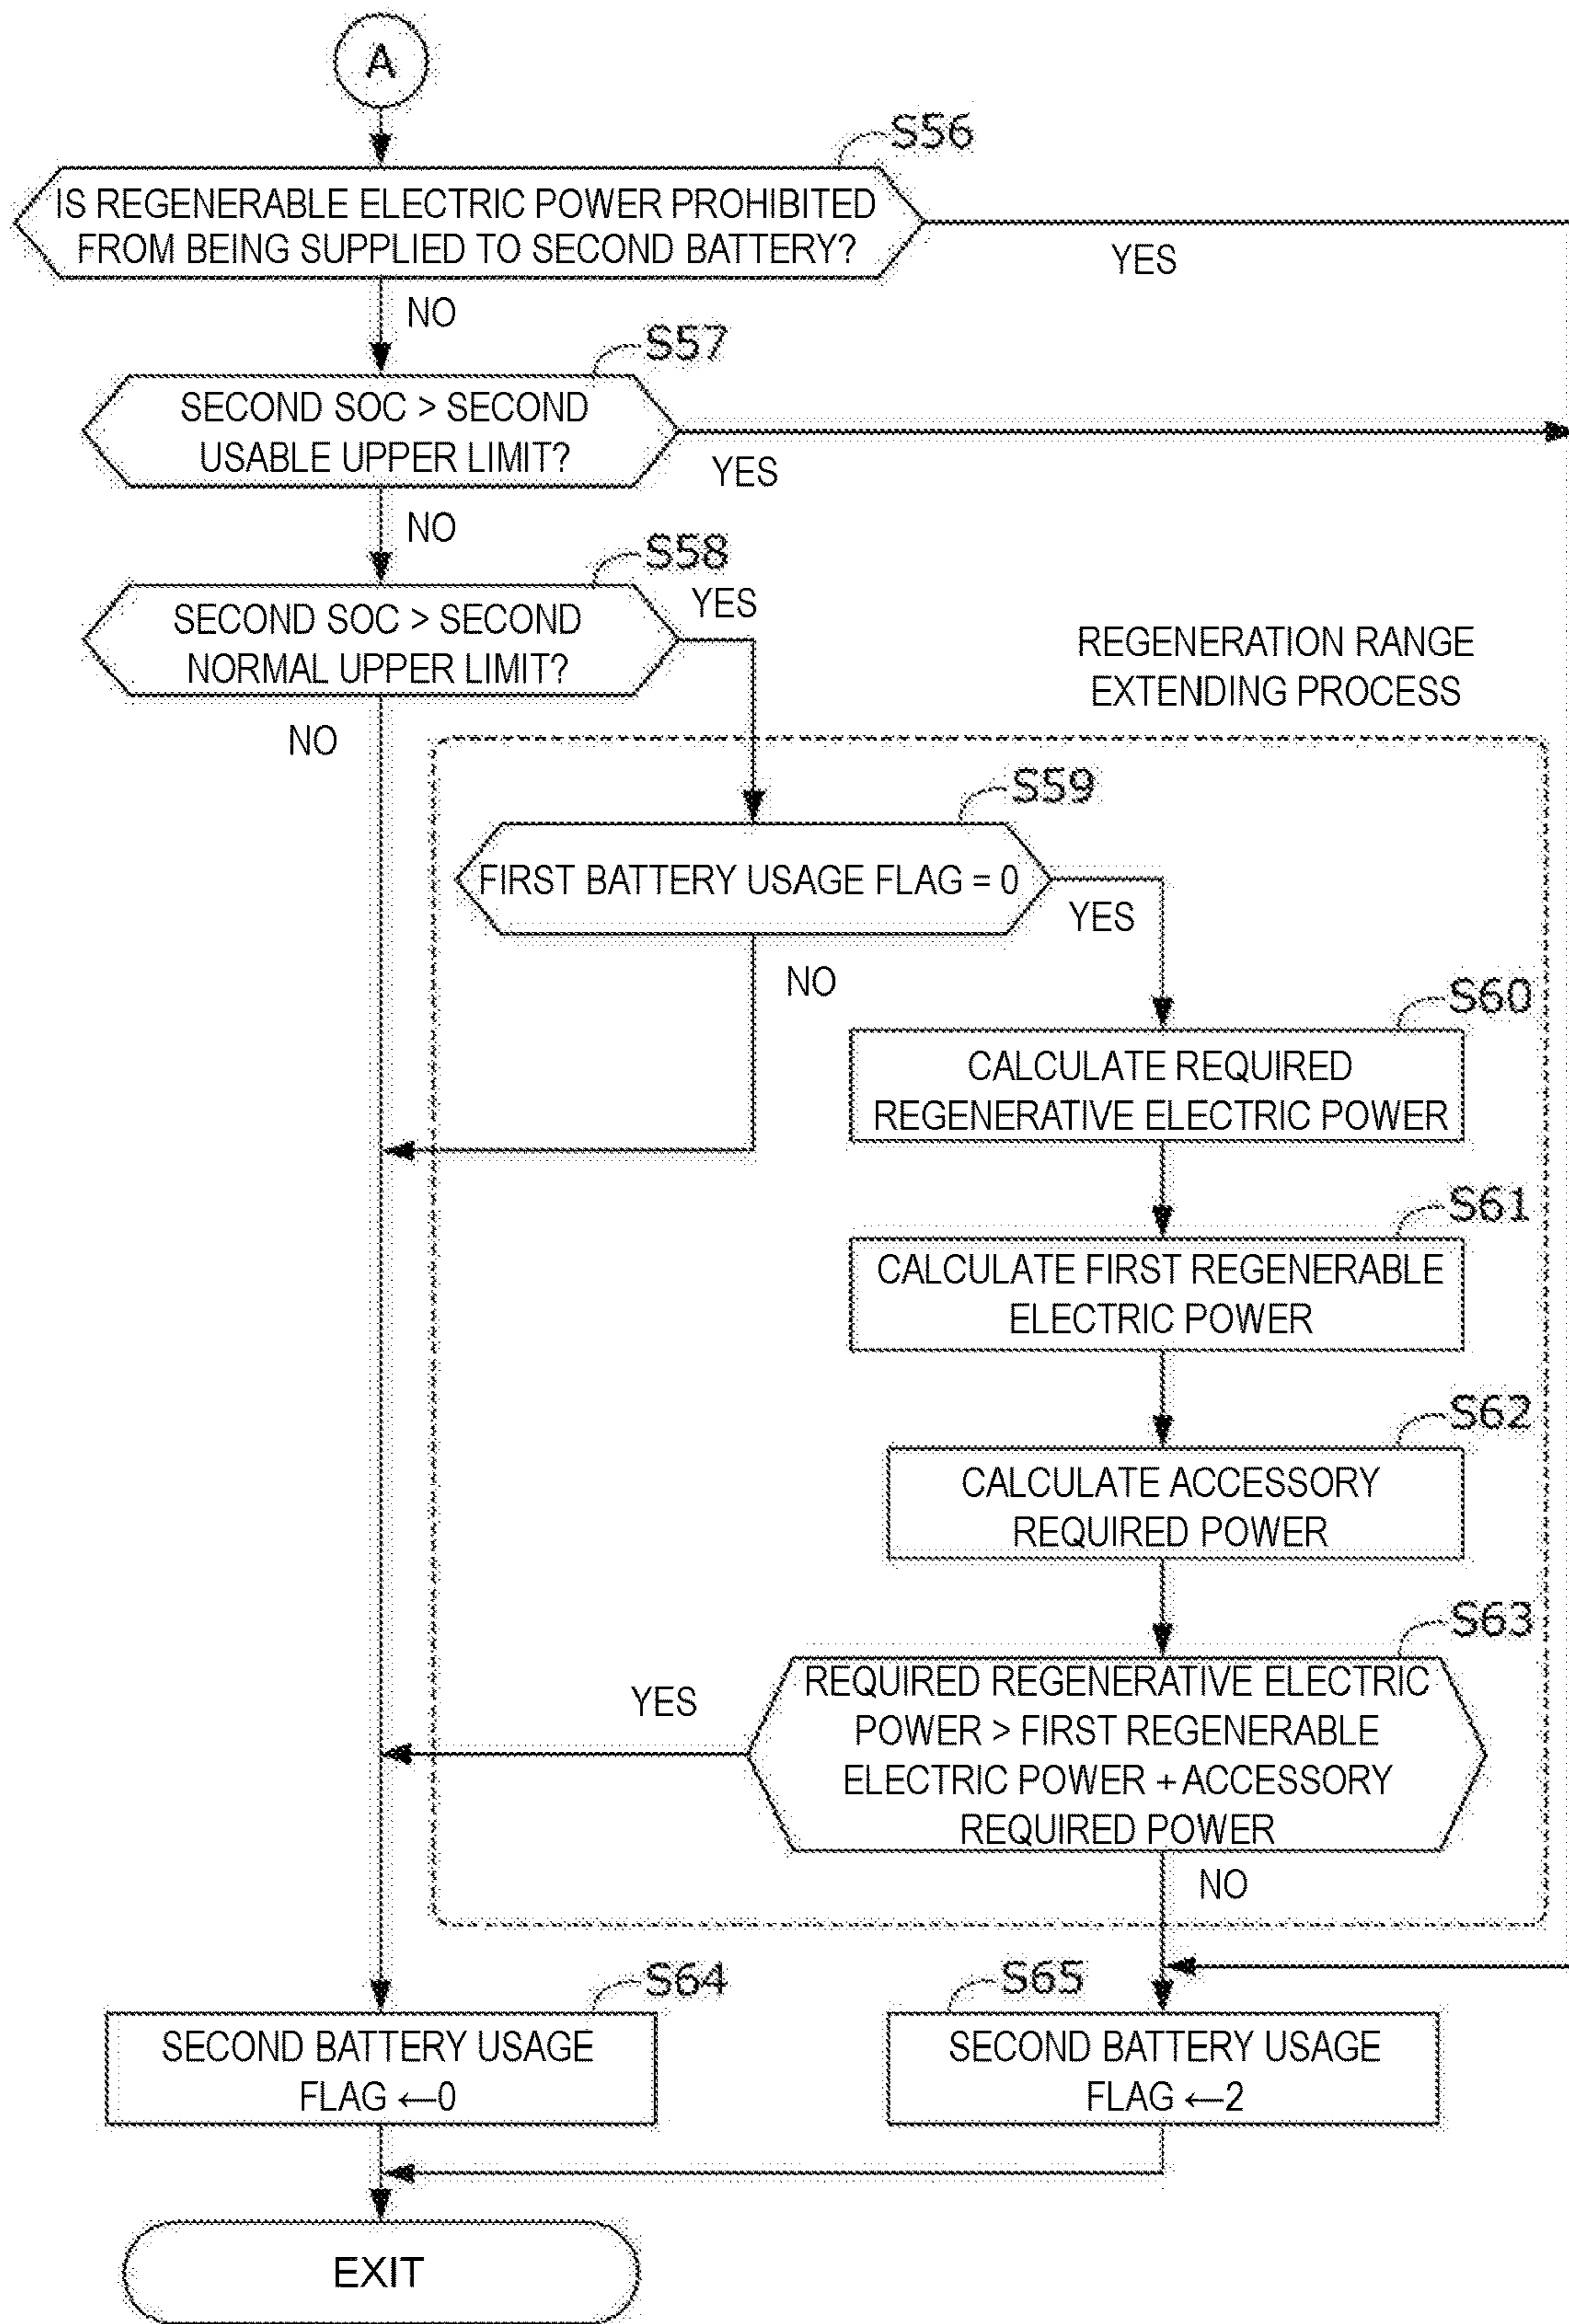 A
S56
IS REGENERABLE ELECTRIC POWER PROHIBITED
FROM BEING SUPPLIED TO SECOND BATTERY?
YES
NO
S57
SECOND SOC > SECOND
USABLE UPPER LIMIT?
YES
NO
S58
SECOND SOC > SECOND
NORMAL UPPER LIMIT?
YES
NO
REGENERATION RANGE
EXTENDING PROCESS
S59
FIRST BATTERY USAGE FLAG = 0
YES
NO
S60
CALCULATE REQUIRED
REGENERATIVE ELECTRIC POWER
S61
CALCULATE FIRST REGENERABLE
ELECTRIC POWER
S62
CALCULATE ACCESSORY
REQUIRED POWER
S63
REQUIRED REGENERATIVE ELECTRIC
POWER > FIRST REGENERABLE
ELECTRIC POWER + ACCESSORY
REQUIRED POWER
YES
NO
S64
SECOND BATTERY USAGE
FLAG ←0
S65
SECOND BATTERY USAGE
FLAG ←2
EXIT